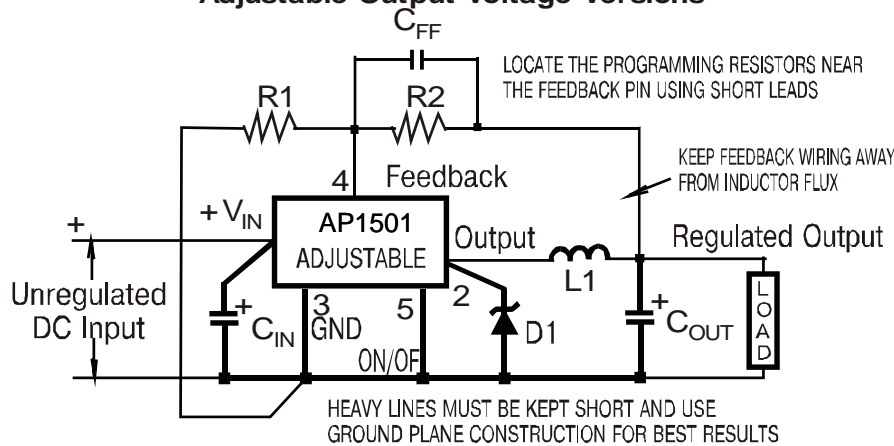 Adjustable Output Voltage Versions
CFF
LOCATE THE PROGRAMMING RESISTORS NEAR
THE FEEDBACK PIN USING SHORT LEADS
R1
R2
KEEP FEEDBACK WIRING AWAY
FROM INDUCTOR FLUX
4
Feedback
+ VIN
AP1501
ADJUSTABLE
+
Output
Regulated Output
L1
Unregulated
DC Input
+
CIN
3
GND
5
ON/OF
2
D1
+
COUT
LOAD
HEAVY LINES MUST BE KEPT SHORT AND USE
GROUND PLANE CONSTRUCTION FOR BEST RESULTS